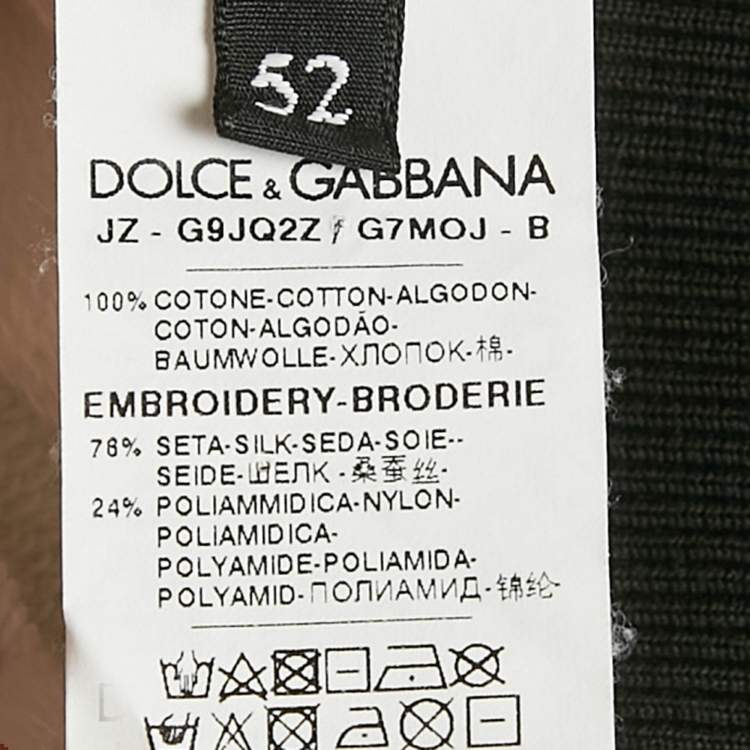 52
DOLCE & GABBANA
JZ - G9JQ2Z / G7MOJ - B
100% COTONE-COTTON-ALGODON-
COTON-ALGODÃO-
BAUMWOLLE-ХЛОПОК-棉-
EMBROIDERY-BRODERIE
76% SETA-SILK-SEDA-SOIE--
SEIDE-ШЕЛК -桑蚕丝-
24% POLIAMMIDICA-NYLON-
POLIAMIDICA-
POLYAMIDE-POLIAMIDA-
POLYAMID-ПОЛИАМИД-锦纶-